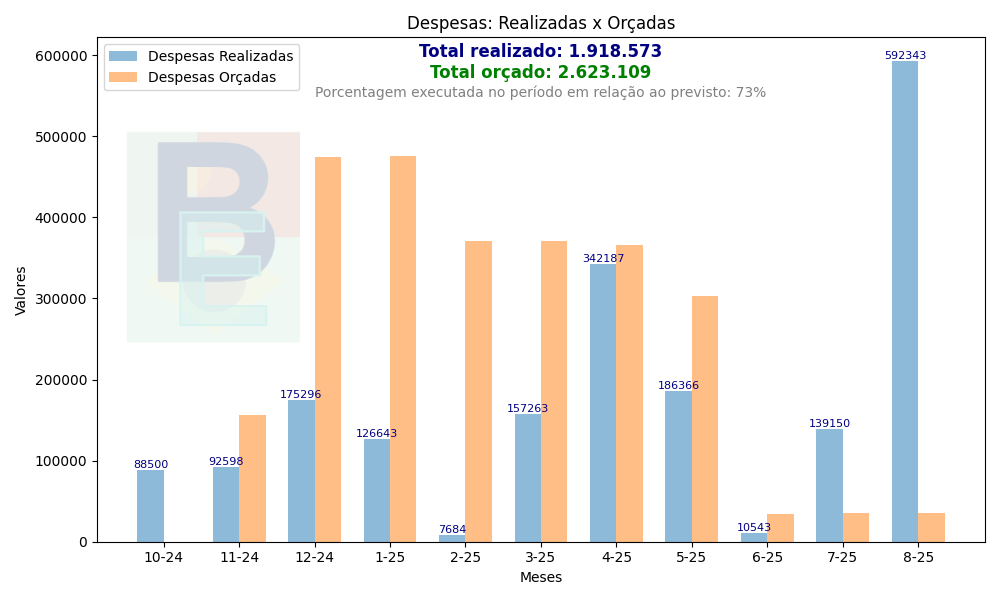 Despesas: Realizadas x Orçadas
Despesas Realizadas
Despesas Orçadas
Total realizado: 1.918.573
Total orçado: 2.623.109
Porcentagem executada no período em relação ao previsto: 73%
Valores
600000
500000
400000
300000
200000
100000
0
88500
92598
175296
126643
7684
157263
342187
186366
10543
139150
592343
B
E
10-24
11-24
12-24
1-25
2-25
3-25
4-25
5-25
6-25
7-25
8-25
Meses